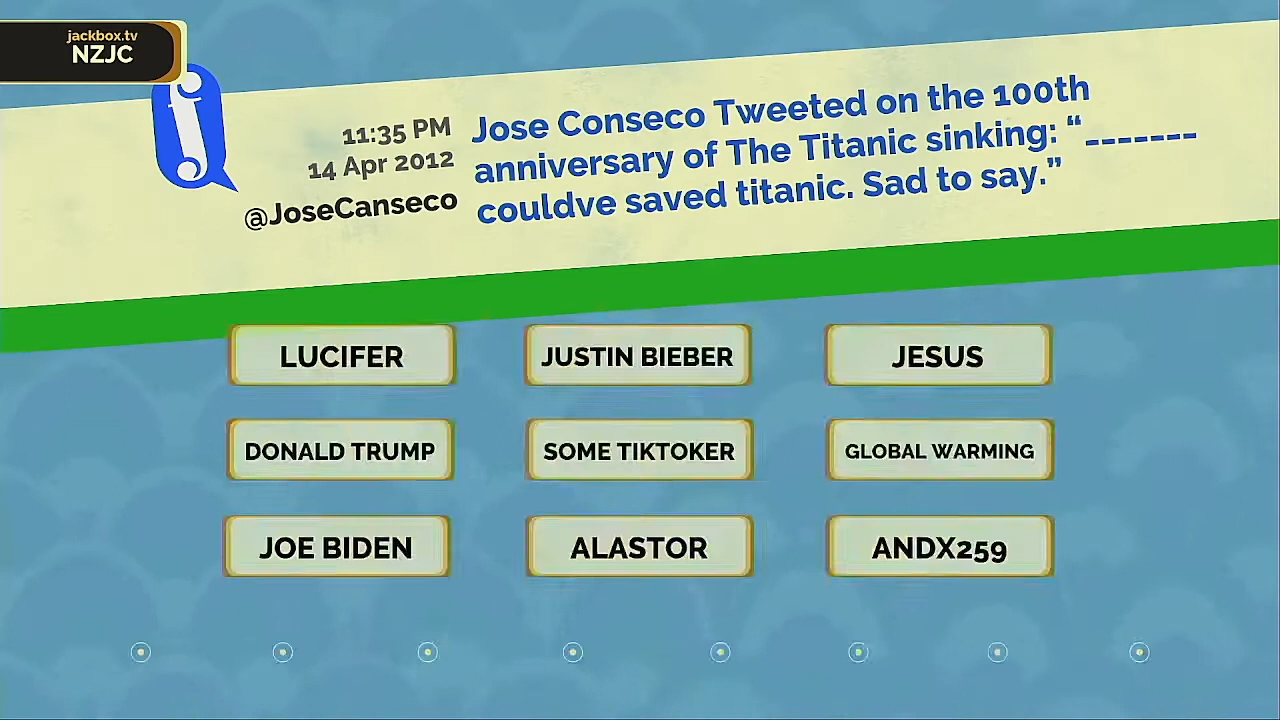 jackbox.tv
NZJC
f
11:35 PM
14 Apr 2012
@JoseCanseco
Jose Conseco Tweeted on the 100th
anniversary of The Titanic sinking: “_______
couldve saved titanic. Sad to say.”
LUCIFER
JUSTIN BIEBER
JESUS
DONALD TRUMP
SOME TIKTOKER
GLOBAL WARMING
JOE BIDEN
ALASTOR
ANDX259